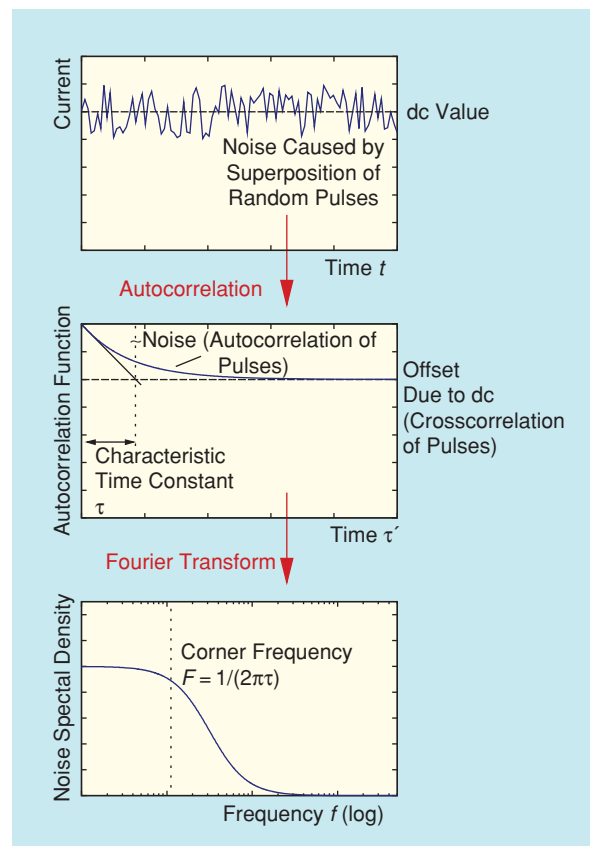 Current
dc Value
Noise Caused by
Superposition of
Random Pulses
Time t
Autocorrelation
Autocorrelation Function
~Noise (Autocorrelation of
Pulses)
Offset
Due to dc
(Crosscorrelation
of Pulses)
Characteristic
Time Constant
τ
Time τ´
Fourier Transform
Noise Spectal Density
Corner Frequency
F = 1/(2πτ)
Frequency f (log)